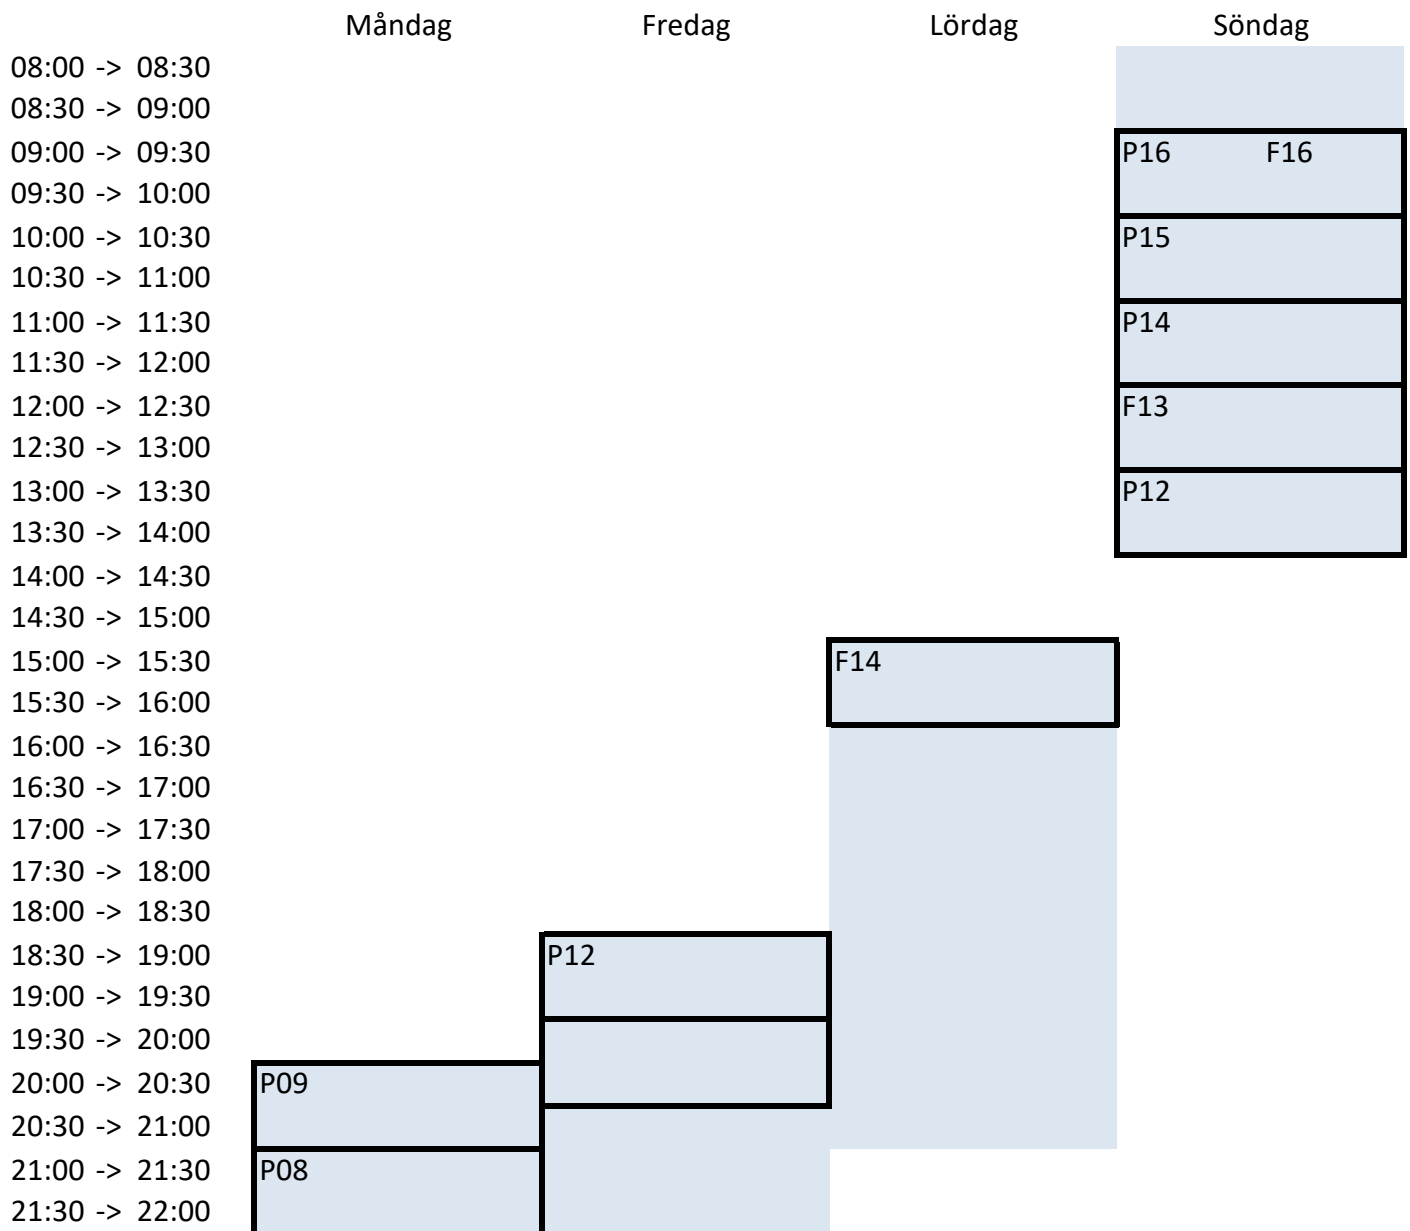 Måndag Fredag Lördag Söndag
08:00 -> 08:30
08:30 -> 09:00
09:00 -> 09:30 P16 F16
09:30 -> 10:00
10:00 -> 10:30 P15
10:30 -> 11:00
11:00 -> 11:30 P14
11:30 -> 12:00
12:00 -> 12:30 F13
12:30 -> 13:00
13:00 -> 13:30 P12
13:30 -> 14:00
14:00 -> 14:30
14:30 -> 15:00
15:00 -> 15:30 F14
15:30 -> 16:00
16:00 -> 16:30
16:30 -> 17:00
17:00 -> 17:30
17:30 -> 18:00
18:00 -> 18:30
18:30 -> 19:00 P12
19:00 -> 19:30
19:30 -> 20:00
20:00 -> 20:30 P09
20:30 -> 21:00
21:00 -> 21:30 P08
21:30 -> 22:00